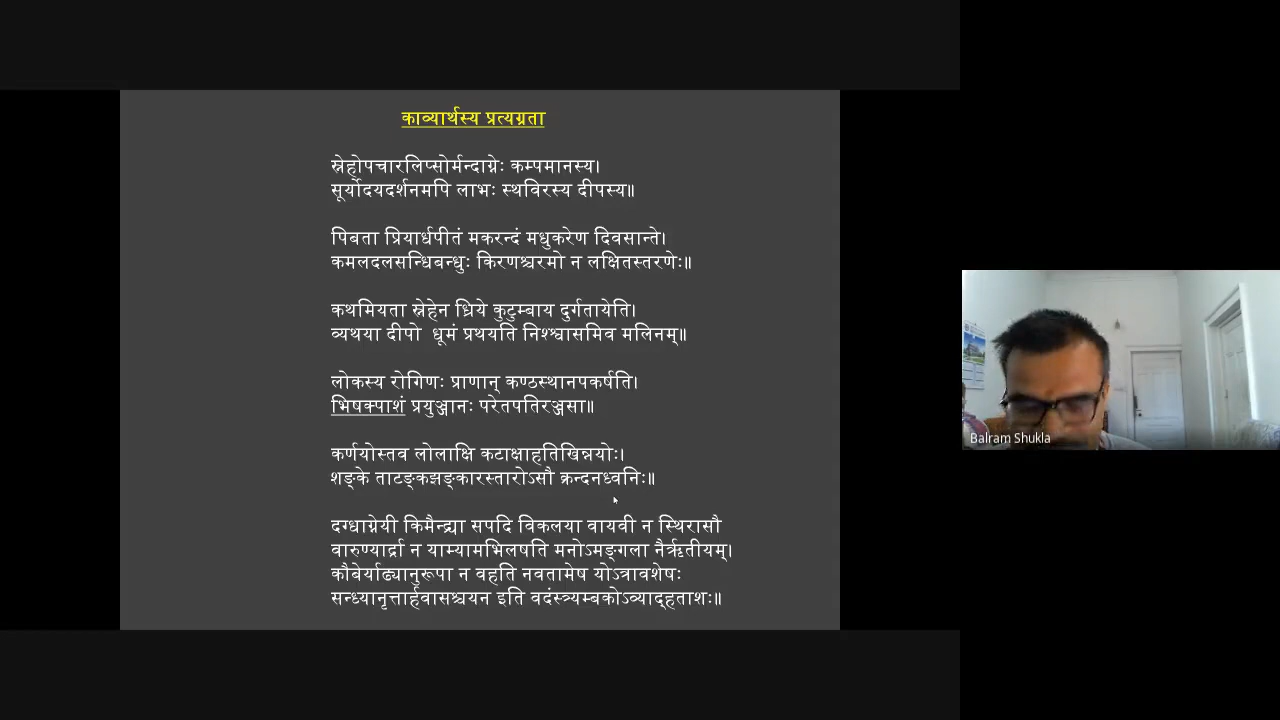 काव्यार्थस्य प्रत्यग्रता
स्नेहोपचारलिप्सोर्मन्दाग्नेः कम्पमानस्य।
सूर्योदयदर्शनमपि लाभः स्थविरस्य दीपस्य॥
पिबता प्रियार्धपीतं मकरन्दं मधुकरेण दिवसान्ते।
कमलदलसन्धिबन्धुः किरणश्चरमो न लक्षितस्तरणेः॥
कथमियता स्नेहेन ध्रिये कुटुम्बाय दुर्गतायेति।
व्यथया दीपो धूमं प्रथयति निश्श्वासमिव मलिनम्॥
लोकस्य रोगिणः प्राणान् कण्ठस्थानपकर्षति।
भिषक्पाशं प्रयुञ्जानः परेतपतिरञ्जसा॥
कर्णयोस्तव लोलाक्षि कटाक्षाहतिखिन्नयोः।
शङ्के ताटङ्कझङ्कारस्तारोऽसौ क्रन्दनध्वनिः॥
दग्धाग्नेयी किमैन्द्र्या सपदि विकलया वायवी न स्थिरासौ
वारुण्यार्द्रा न याम्यामभिलषति मनोऽमङ्गला नैर्ऋतीयम्।
कौबेर्याढ्यानुरूपा न वहति नवतामेष योऽत्रावशेषः
सन्ध्यानृत्तार्हवासश्चयन इति वदंस्त्र्यम्बकोऽव्याद्हताशः॥
Balram Shukla